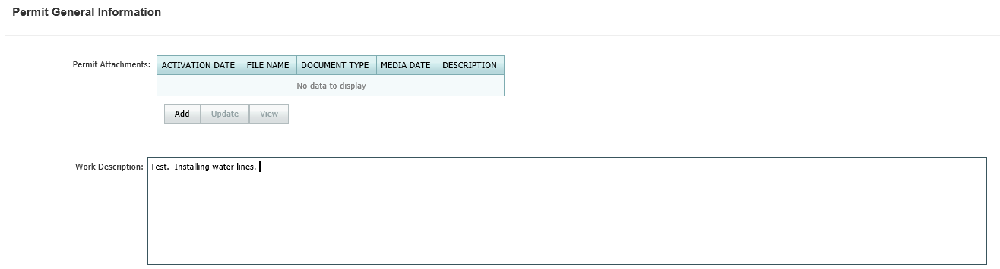 Permit General Information
Permit Attachments:
ACTIVATION DATE FILE NAME DOCUMENT TYPE MEDIA DATE DESCRIPTION
No data to display
Add Update View
Work Description: Test.  Installing water lines.